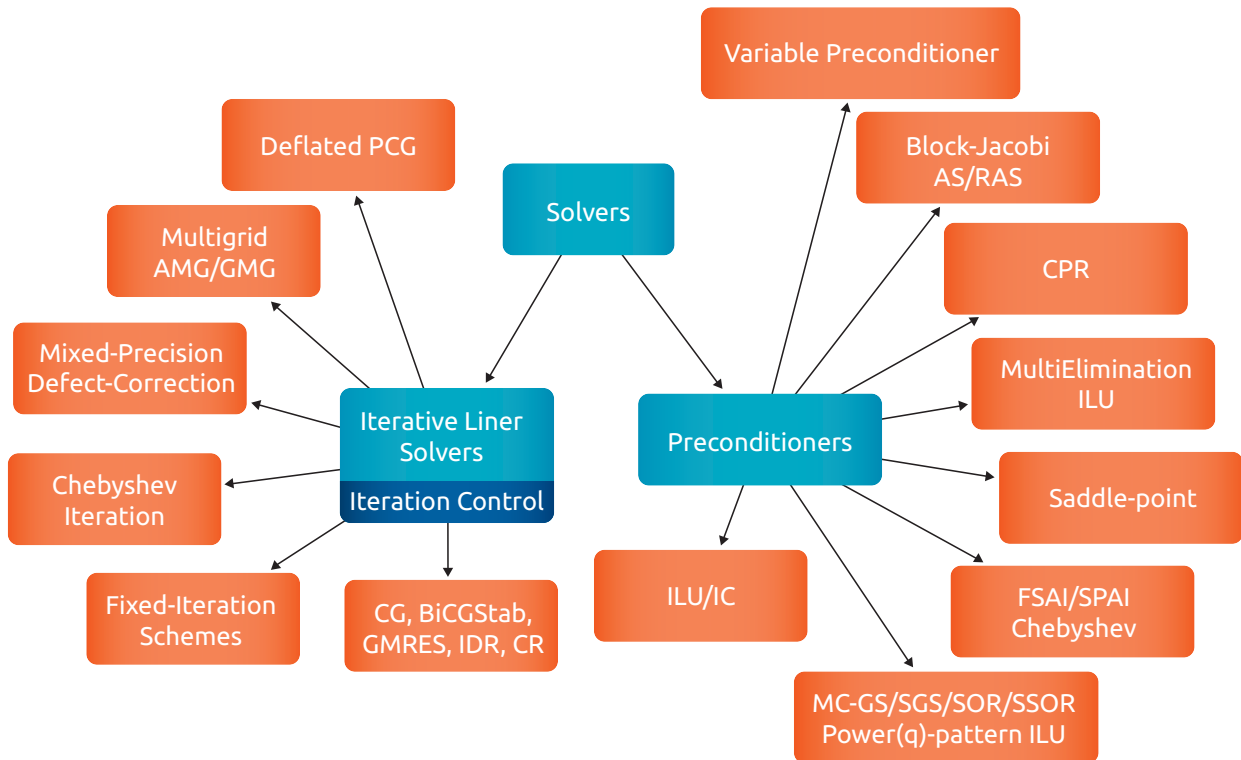 Variable Preconditioner
Deflated PCG
Block-Jacobi
AS/RAS
Solvers
Multigrid
AMG/GMG
CPR
Mixed-Precision
Defect-Correction
MultiElimination
ILU
Iterative Liner
Solvers
Iteration Control
Preconditioners
Chebyshev
Iteration
Saddle-point
Fixed-Iteration
Schemes
CG, BiCGStab,
GMRES, IDR, CR
ILU/IC
FSAI/SPAI
Chebyshev
MC-GS/SGS/SOR/SSOR
Power(q)-pattern ILU